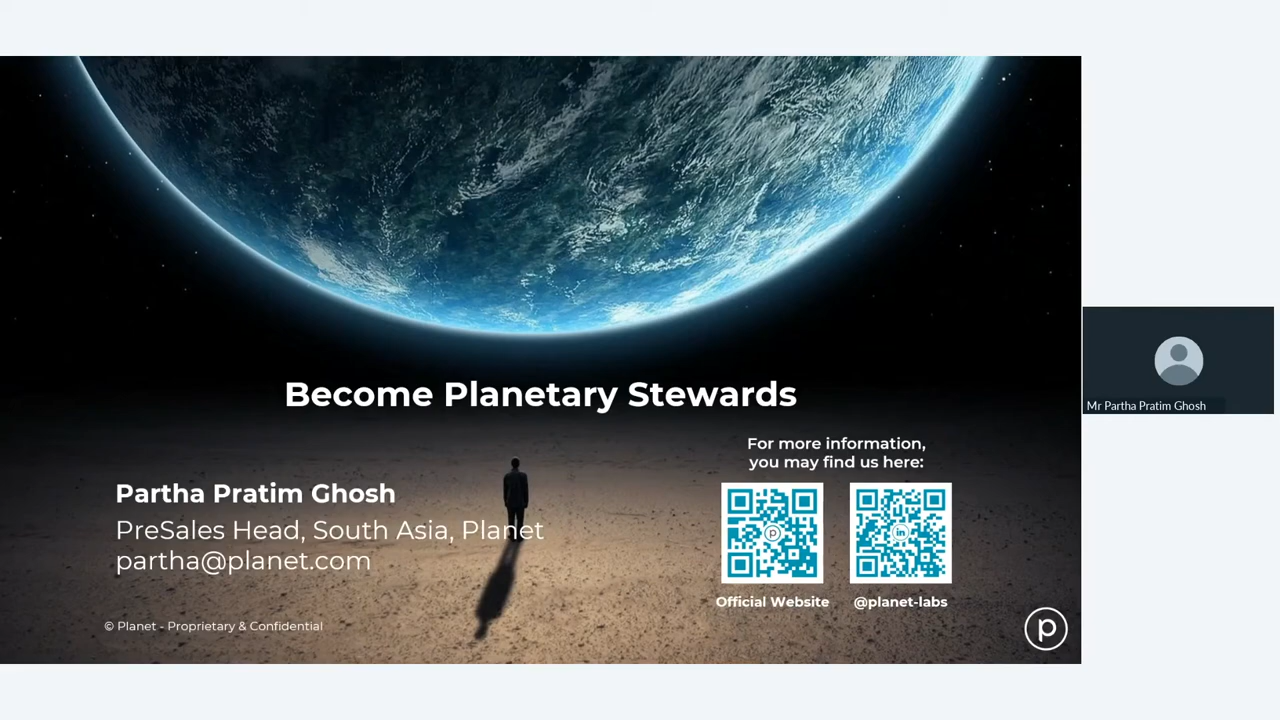 Become Planetary Stewards
For more information,
you may find us here:
Partha Pratim Ghosh
PreSales Head, South Asia, Planet
partha@planet.com
p
in
Official Website
@planet-labs
© Planet - Proprietary & Confidential
p
Mr Partha Pratim Ghosh